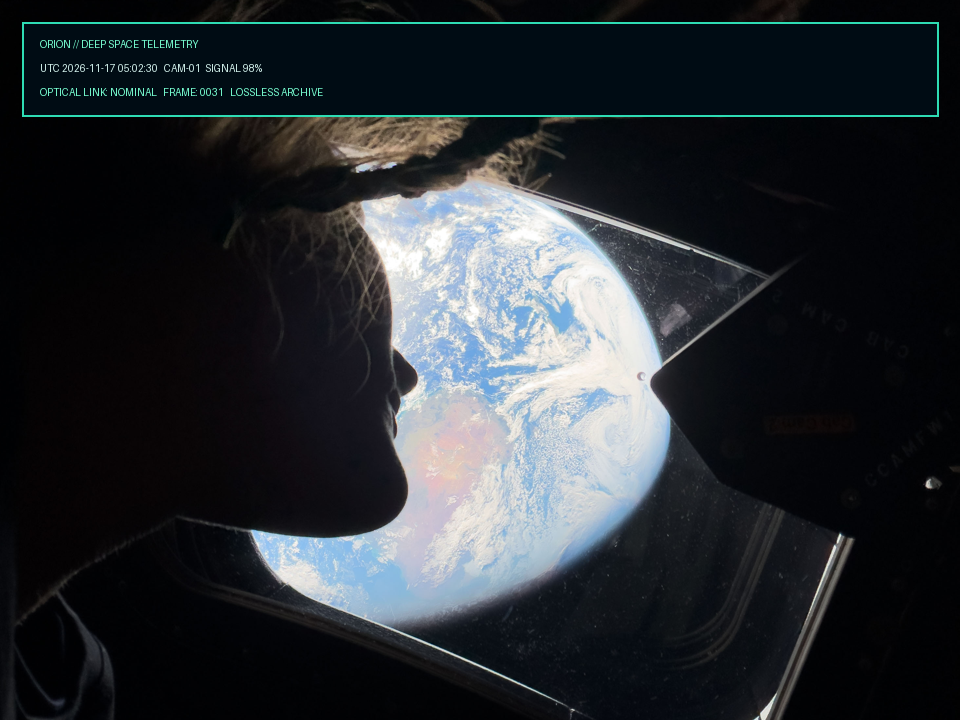 ORION // DEEP SPACE TELEMETRY
UTC 2026-11-17 05:02:30 CAM-01 SIGNAL 98%
OPTICAL LINK: NOMINAL FRAME: 0031 LOSSLESS ARCHIVE